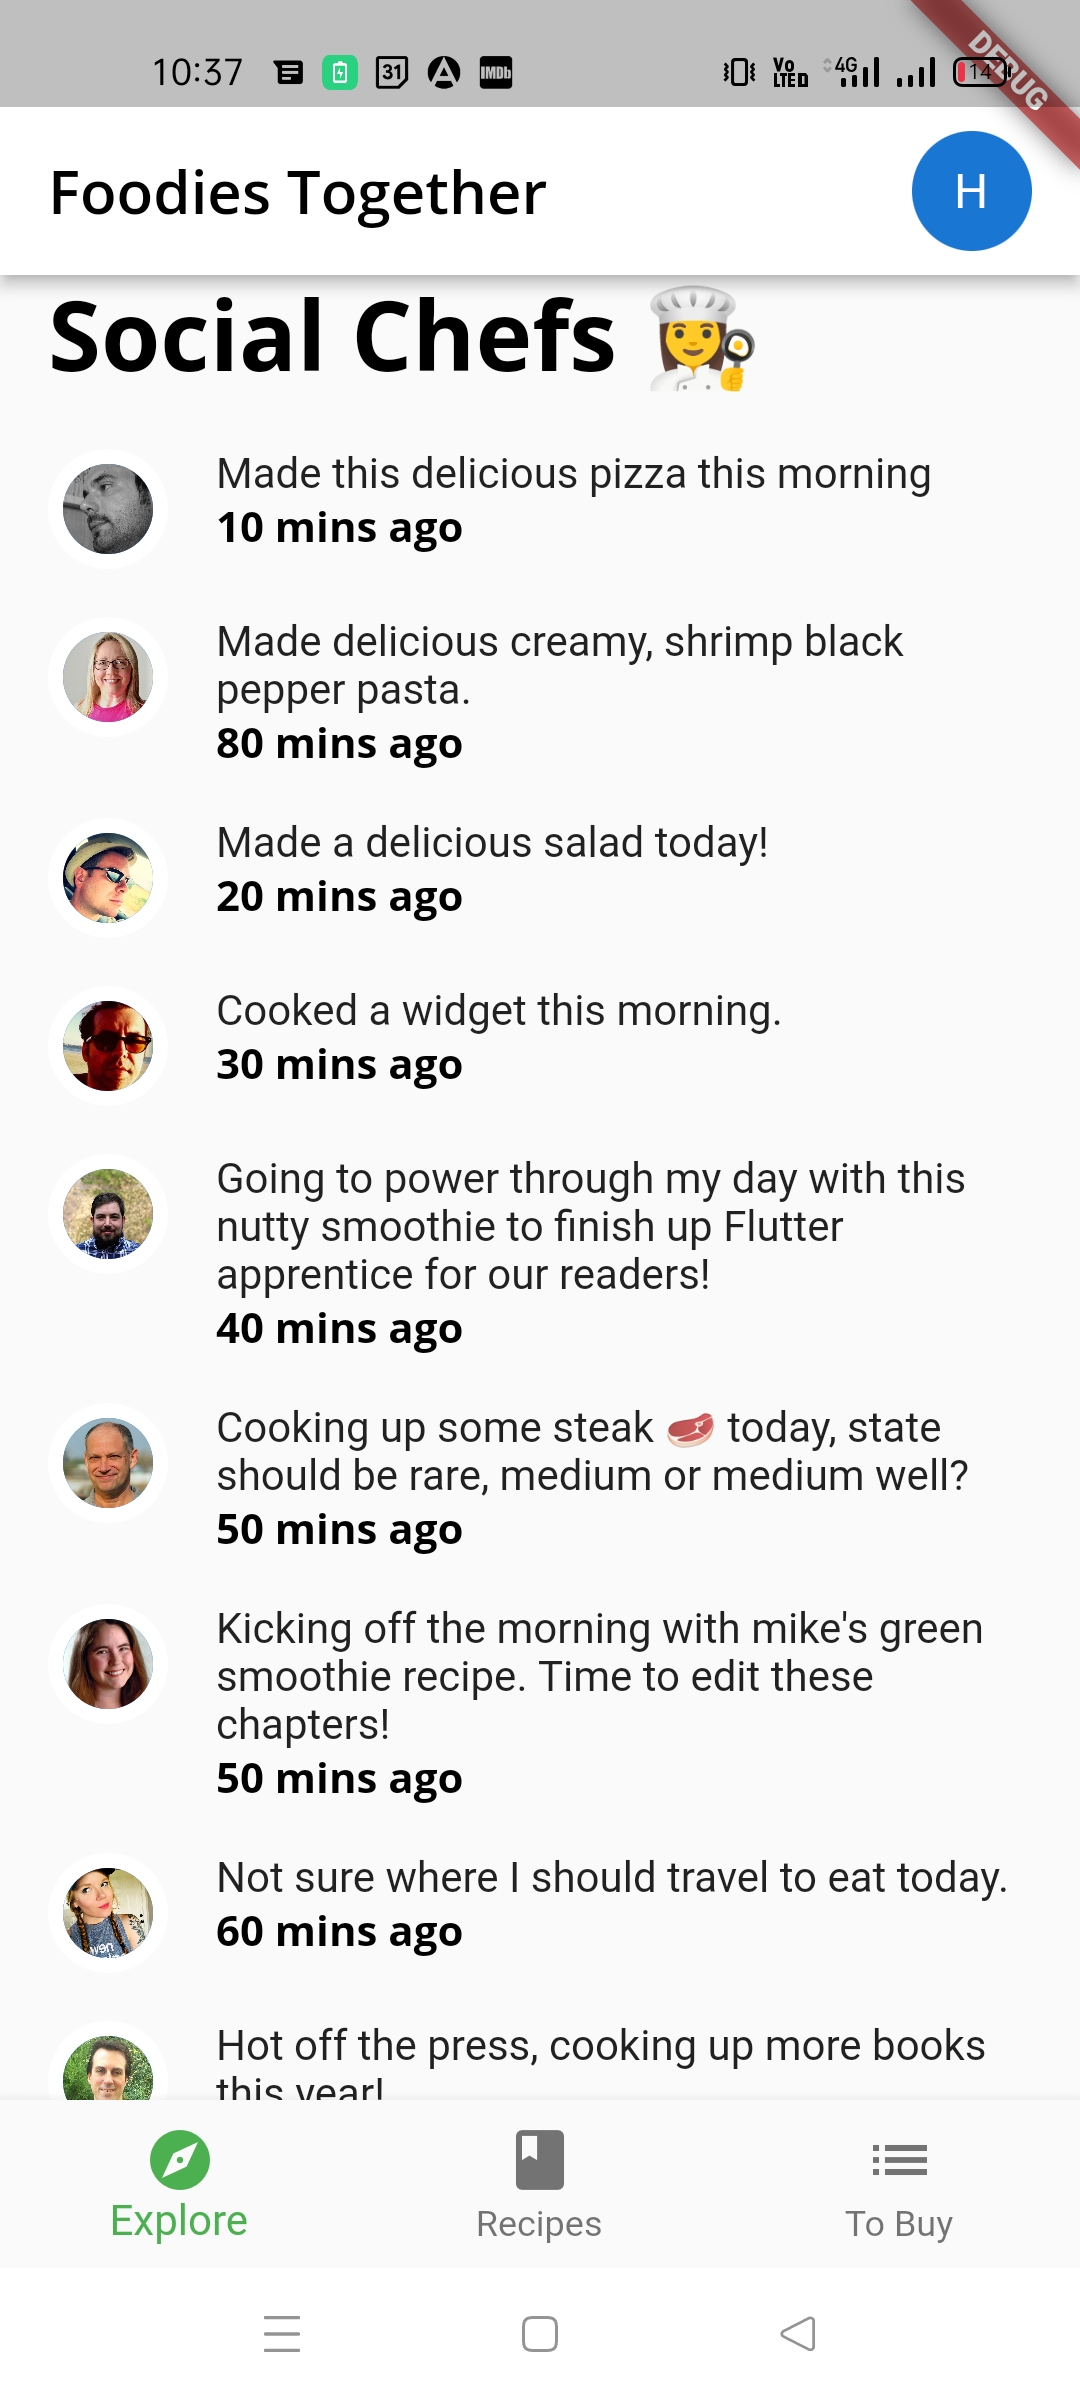 10:37 31 IMDb Vo LTE 4G 14
DEBUG
Foodies Together
H
Social Chefs 👩‍🍳
Made this delicious pizza this morning
10 mins ago
Made delicious creamy, shrimp black
pepper pasta.
80 mins ago
Made a delicious salad today!
20 mins ago
Cooked a widget this morning.
30 mins ago
Going to power through my day with this
nutty smoothie to finish up Flutter
apprentice for our readers!
40 mins ago
Cooking up some steak 🥩 today, state
should be rare, medium or medium well?
50 mins ago
Kicking off the morning with mike's green
smoothie recipe. Time to edit these
chapters!
50 mins ago
Not sure where I should travel to eat today.
60 mins ago
Hot off the press, cooking up more books
this year!
Explore
Recipes
To Buy